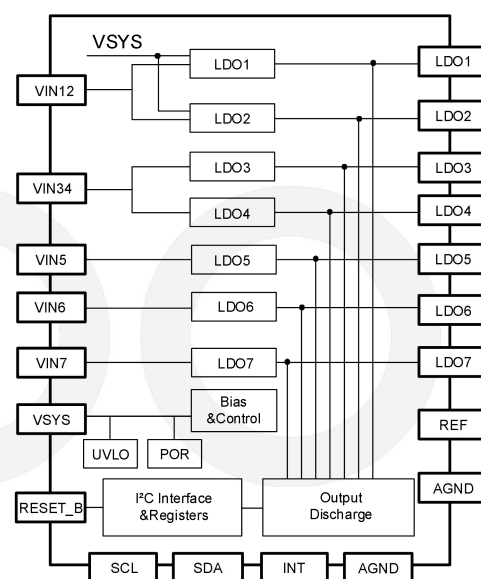 VSYS
LDO1
LDO1
VIN12
LDO2
LDO2
LDO3
LDO3
VIN34
LDO4
LDO4
VIN5
LDO5
LDO5
VIN6
LDO6
LDO6
VIN7
LDO7
LDO7
VSYS
Bias
&Control
REF
UVLO
POR
AGND
RESET_B
I²C Interface
&Registers
Output
Discharge
SCL
SDA
INT
AGND